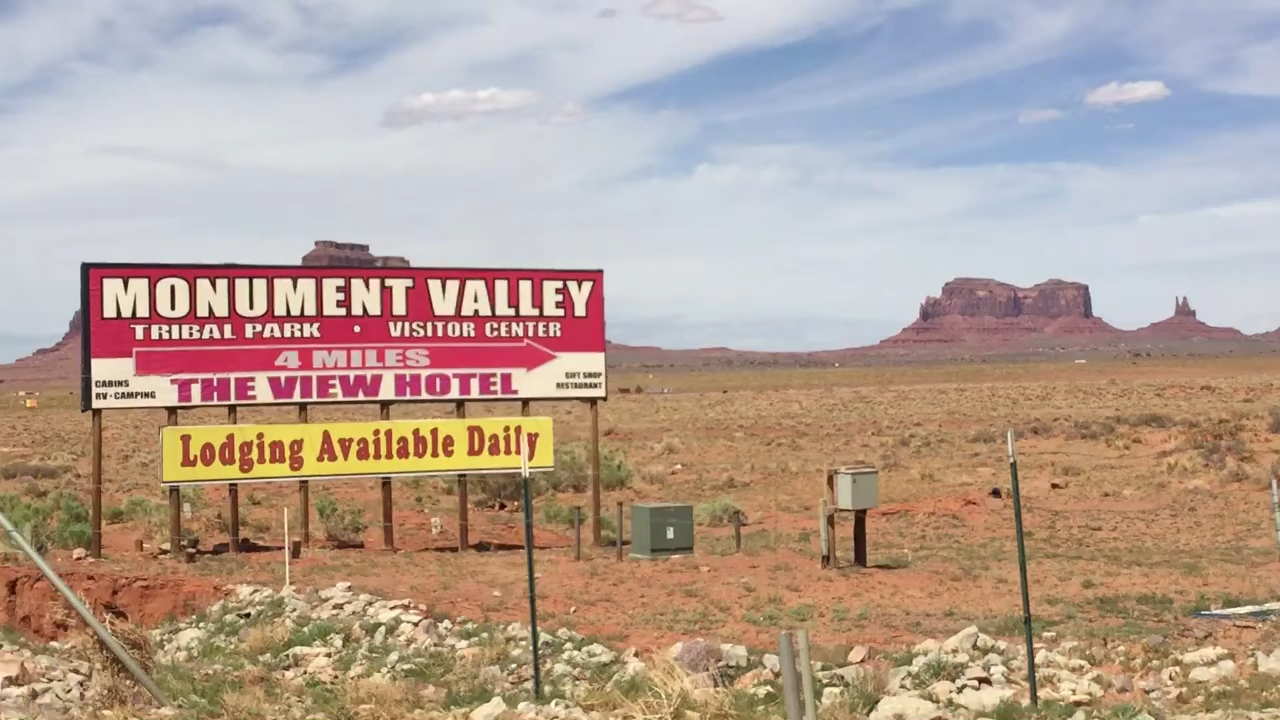 MONUMENT VALLEY
TRIBAL PARK • VISITOR CENTER
4 MILES
CABINS
RV • CAMPING
THE VIEW HOTEL
GIFT SHOP
RESTAURANT
Lodging Available Daily